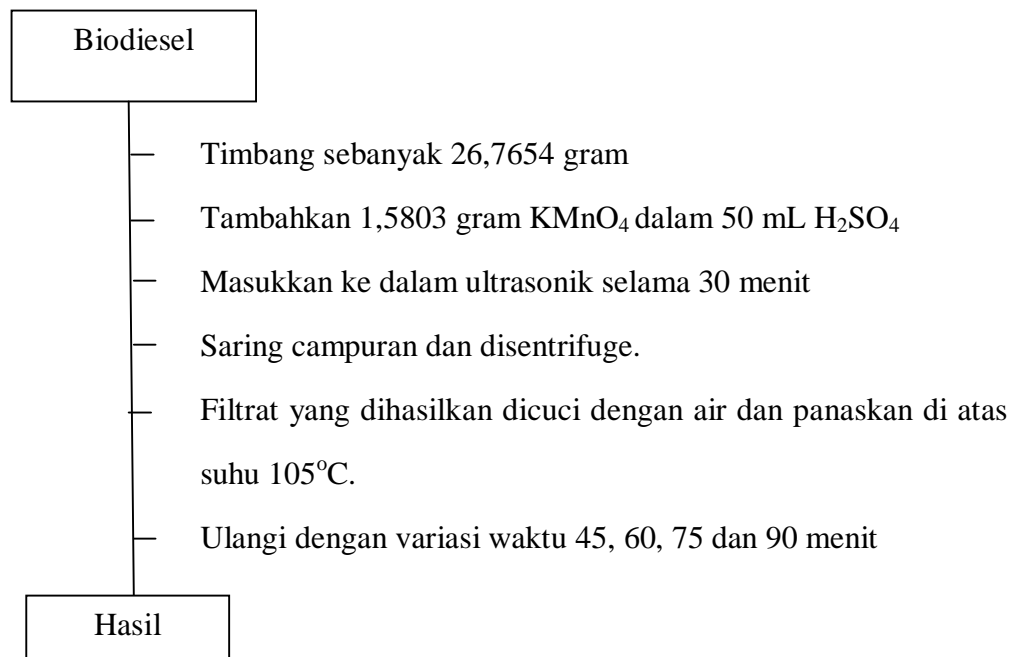 Biodiesel
Timbang sebanyak 26,7654 gram
Tambahkan 1,5803 gram KMnO₄ dalam 50 mL H₂SO₄
Masukkan ke dalam ultrasonik selama 30 menit
Saring campuran dan disentrifuge.
Filtrat yang dihasilkan dicuci dengan air dan panaskan di atas
suhu 105°C.
Ulangi dengan variasi waktu 45, 60, 75 dan 90 menit
Hasil